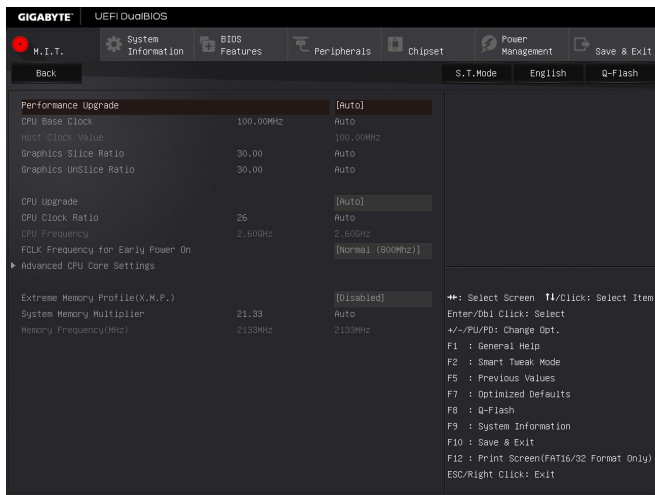 GIGABYTE™ UEFI DualBIOS
M.I.T.
System Information
BIOS Features
Peripherals
Chipset
Power Management
Save & Exit
Back
S.T.Mode English Q-Flash
Performance Upgrade [Auto]
CPU Base Clock 100.00MHz Auto
Host Clock Value 100.00MHz
Graphics Slice Ratio 30.00 Auto
Graphics UnSlice Ratio 30.00 Auto
CPU Upgrade [Auto]
CPU Clock Ratio 26 Auto
CPU Frequency 2.60GHz 2.60GHz
FCLK Frequency for Early Power On [Normal (800Mhz)]
Advanced CPU Core Settings
Extreme Memory Profile(X.M.P.) [Disabled]
System Memory Multiplier 21.33 Auto
Memory Frequency(MHz) 2133MHz 2133MHz
→←: Select Screen ↑↓/Click: Select Item
Enter/Dbl Click: Select
+/-/PU/PD: Change Opt.
F1 : General Help
F2 : Smart Tweak Mode
F5 : Previous Values
F7 : Optimized Defaults
F8 : Q-Flash
F9 : System Information
F10 : Save & Exit
F12 : Print Screen(FAT16/32 Format Only)
ESC/Right Click: Exit